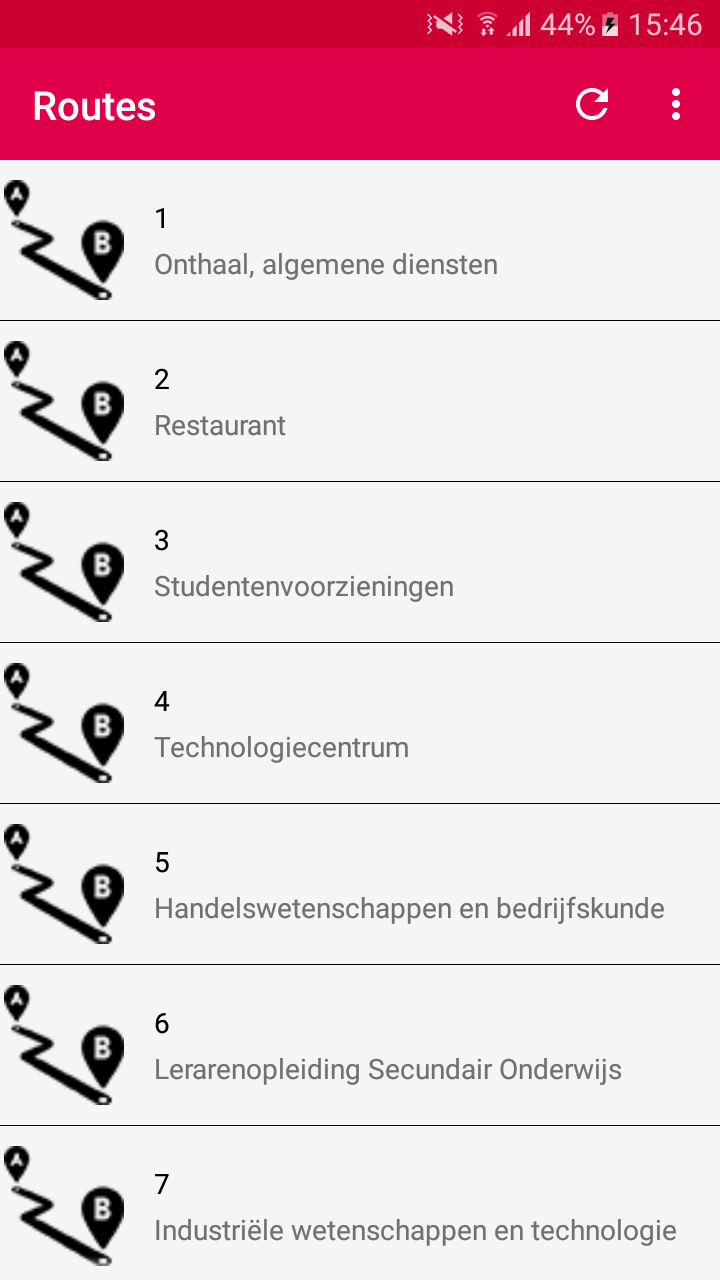 44% 15:46
Routes
A
B
1
Onthaal, algemene diensten
A
B
2
Restaurant
A
B
3
Studentenvoorzieningen
A
B
4
Technologiecentrum
A
B
5
Handelswetenschappen en bedrijfskunde
A
B
6
Lerarenopleiding Secundair Onderwijs
A
B
7
Industriële wetenschappen en technologie